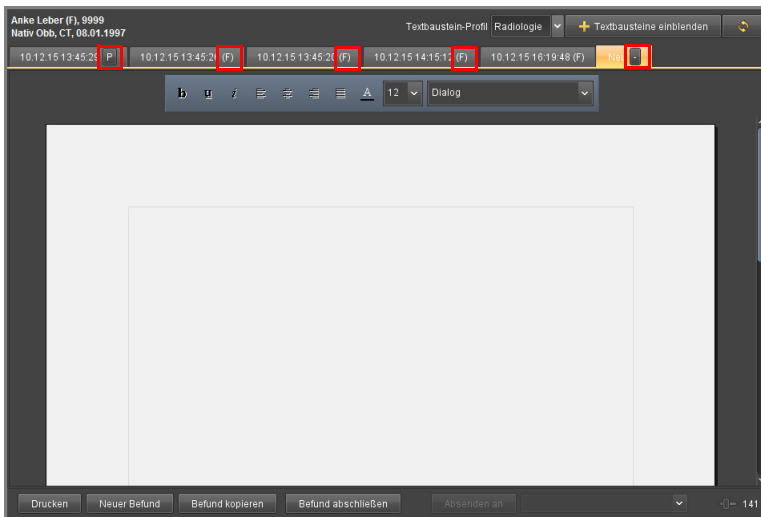 Anke Leber (F), 9999
Nativ Obb, CT, 08.01.1997
Textbaustein-Profil Radiologie Textbausteine einblenden
10.12.15 13:45:29 P 10.12.15 13:45:2 (F) 10.12.15 13:45:2 (F) 10.12.15 14:15:12 (F) 10.12.15 16:19:48 (F) -
b u i A 12 Dialog
Drucken Neuer Befund Befund kopieren Befund abschließen Absenden an 141